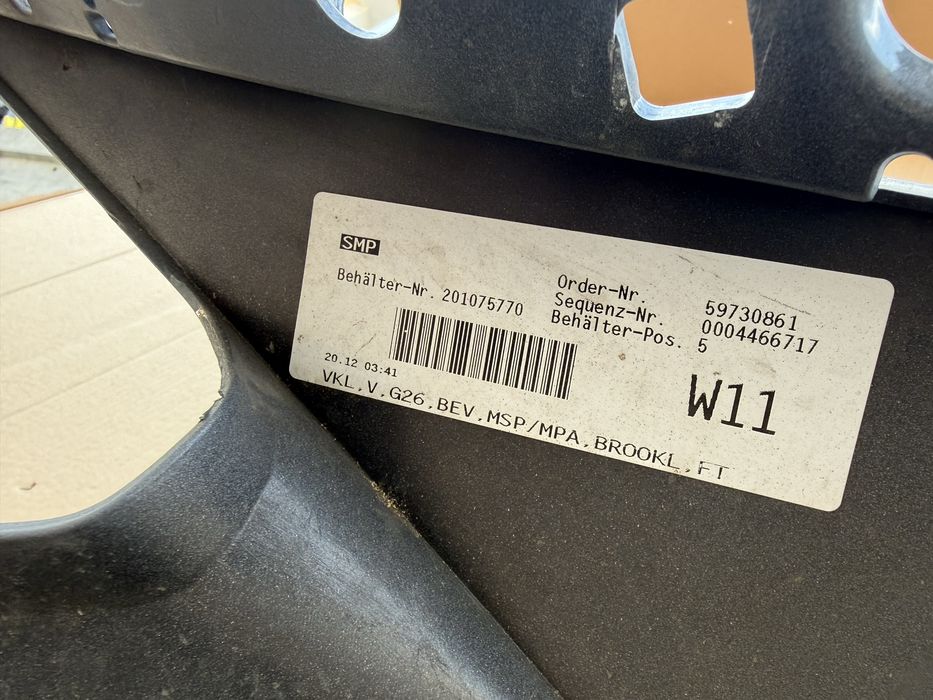 SMP
Behälter-Nr. 201075770
Order-Nr. 59730861
Sequenz-Nr. 0004466717
Behälter-Pos. 5
20.12 03:41
W11
VKL,V,G26,BEV,MSP/MPA,BROOKL,FT